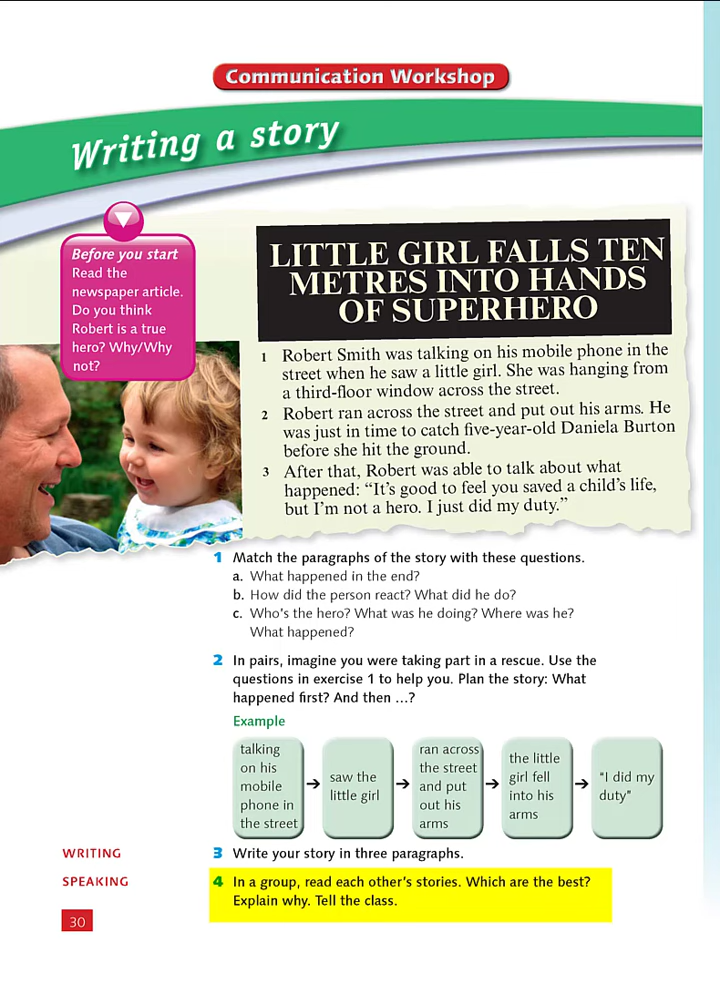 Communication Workshop
Writing a story
Before you start
Read the
newspaper article.
Do you think
Robert is a true
hero? Why/Why
not?
LITTLE GIRL FALLS TEN
METRES INTO HANDS
OF SUPERHERO
1 Robert Smith was talking on his mobile phone in the
street when he saw a little girl. She was hanging from
a third-floor window across the street.
2 Robert ran across the street and put out his arms. He
was just in time to catch five-year-old Daniela Burton
before she hit the ground.
3 After that, Robert was able to talk about what
happened: “It’s good to feel you saved a child’s life,
but I’m not a hero. I just did my duty.”
1 Match the paragraphs of the story with these questions.
a. What happened in the end?
b. How did the person react? What did he do?
c. Who’s the hero? What was he doing? Where was he?
What happened?
2 In pairs, imagine you were taking part in a rescue. Use the
questions in exercise 1 to help you. Plan the story: What
happened first? And then ...?
Example
talking
on his
mobile
phone in
the street
saw the
little girl
ran across
the street
and put
out his
arms
the little
girl fell
into his
arms
"I did my
duty"
WRITING
3 Write your story in three paragraphs.
SPEAKING
4 In a group, read each other’s stories. Which are the best?
Explain why. Tell the class.
30